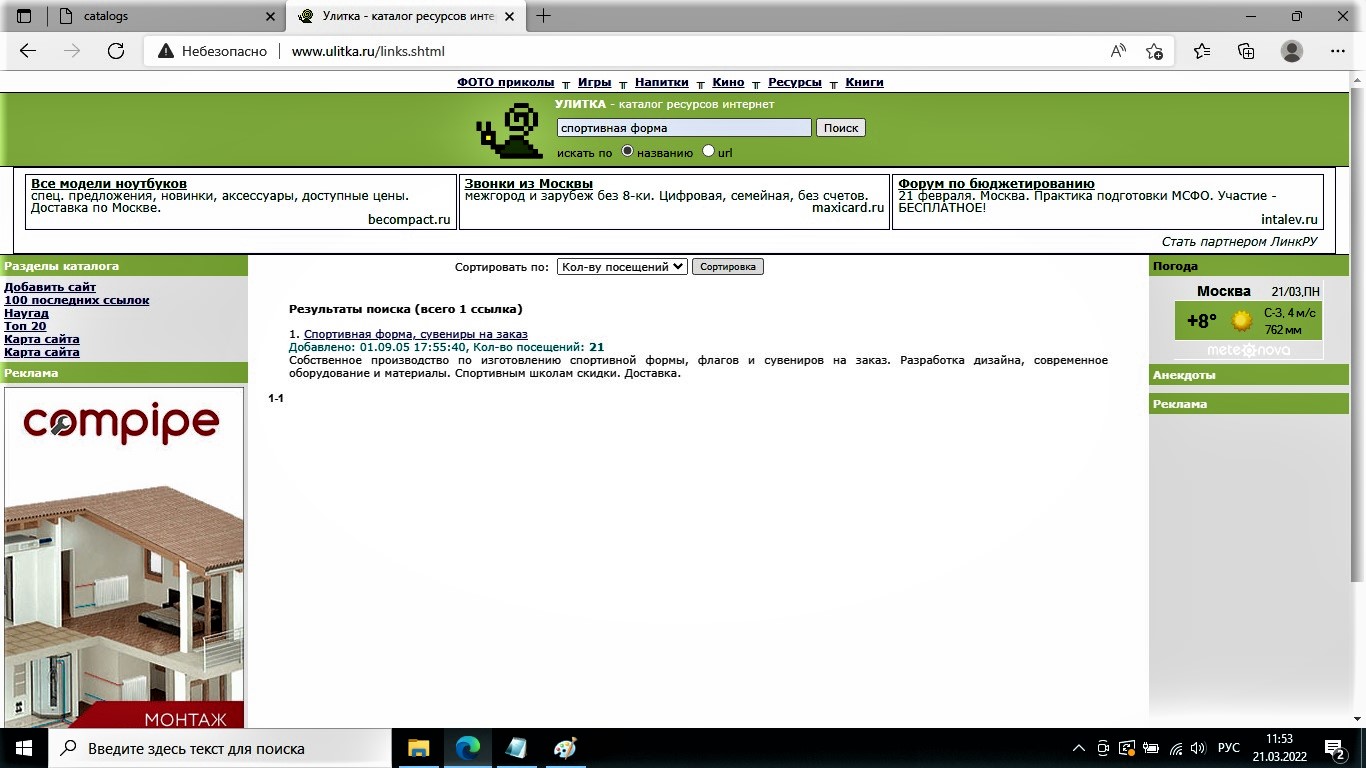 catalogs
Улитка - каталог ресурсов инте
Небезопасно
www.ulitka.ru/links.shtml
ФОТО приколы ╥ Игры ╥ Напитки ╥ Кино ╥ Ресурсы ╥ Книги
УЛИТКА - каталог ресурсов интернет
спортивная форма Поиск
искать по названию url
Все модели ноутбуков
спец. предложения, новинки, аксессуары, доступные цены.
Доставка по Москве.
becompact.ru
Звонки из Москвы
межгород и зарубеж без 8-ки. Цифровая, семейная, без счетов.
maxicard.ru
Форум по бюджетированию
21 февраля. Москва. Практика подготовки МСФО. Участие -
БЕСПЛАТНОЕ!
intalev.ru
Стать партнером ЛинкРУ
Разделы каталога
Добавить сайт
100 последних ссылок
Наугад
Топ 20
Карта сайта
Карта сайта
Реклама
compipe
МОНТАЖ
Сортировать по: Кол-ву посещений Сортировка
Результаты поиска (всего 1 ссылка)
1. Спортивная форма, сувениры на заказ
Добавлено: 01.09.05 17:55:40, Кол-во посещений: 21
Собственное производство по изготовлению спортивной формы, флагов и сувениров на заказ. Разработка дизайна, современное
оборудование и материалы. Спортивным школам скидки. Доставка.
1-1
Погода
Москва 21/03,ПН
+8°
С-З, 4 м/с
762 мм
метеонова
Анекдоты
Реклама
Введите здесь текст для поиска
РУС
11:53
21.03.2022
2